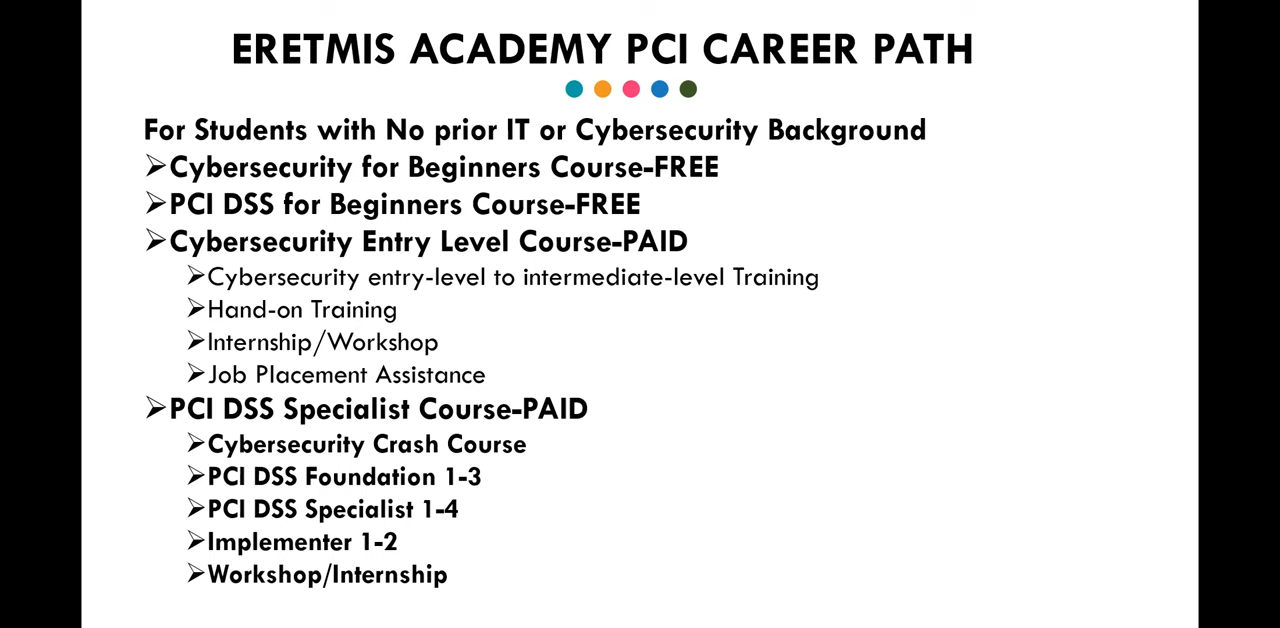 ERETMIS ACADEMY PCI CAREER PATH
For Students with No prior IT or Cybersecurity Background
➢Cybersecurity for Beginners Course-FREE
➢PCI DSS for Beginners Course-FREE
➢Cybersecurity Entry Level Course-PAID
➢Cybersecurity entry-level to intermediate-level Training
➢Hand-on Training
➢Internship/Workshop
➢Job Placement Assistance
➢PCI DSS Specialist Course-PAID
➢Cybersecurity Crash Course
➢PCI DSS Foundation 1-3
➢PCI DSS Specialist 1-4
➢Implementer 1-2
➢Workshop/Internship